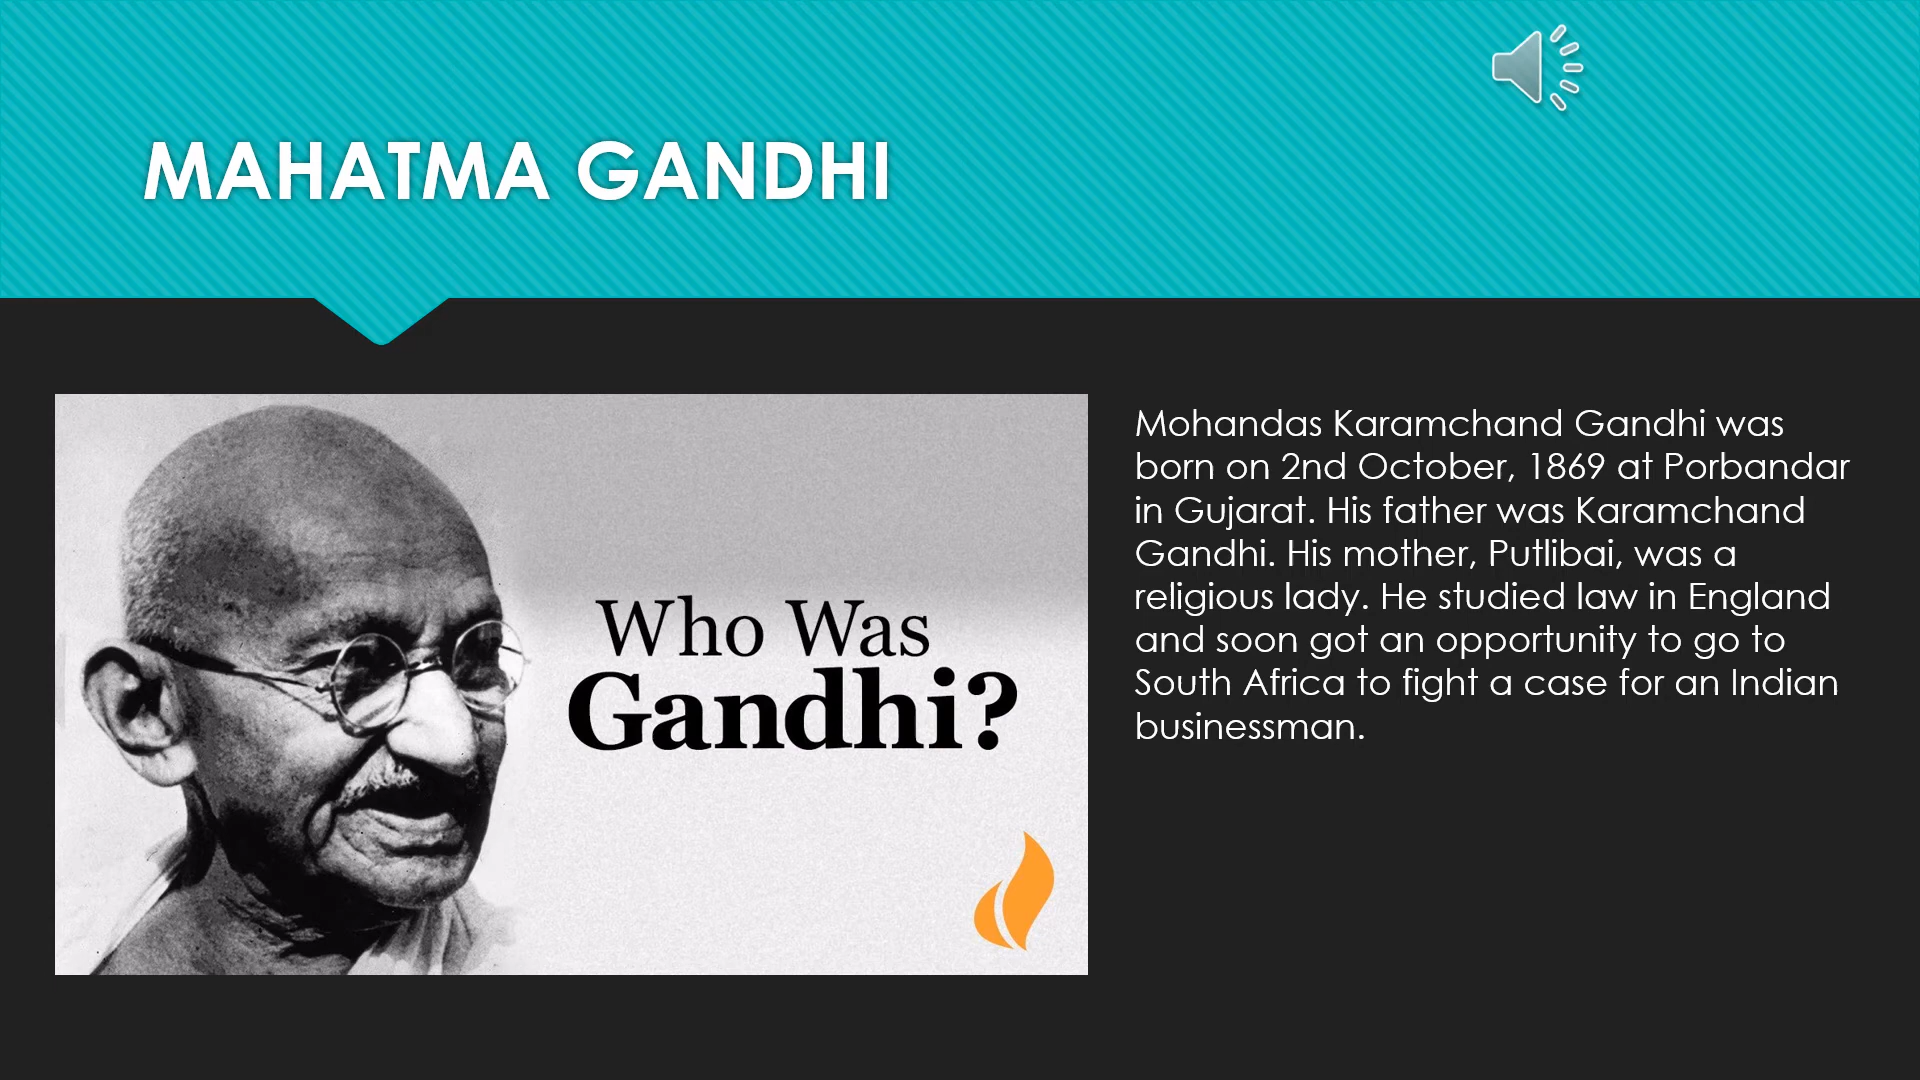 MAHATMA GANDHI
Who Was
Gandhi?
Mohandas Karamchand Gandhi was
born on 2nd October, 1869 at Porbandar
in Gujarat. His father was Karamchand
Gandhi. His mother, Putlibai, was a
religious lady. He studied law in England
and soon got an opportunity to go to
South Africa to fight a case for an Indian
businessman.